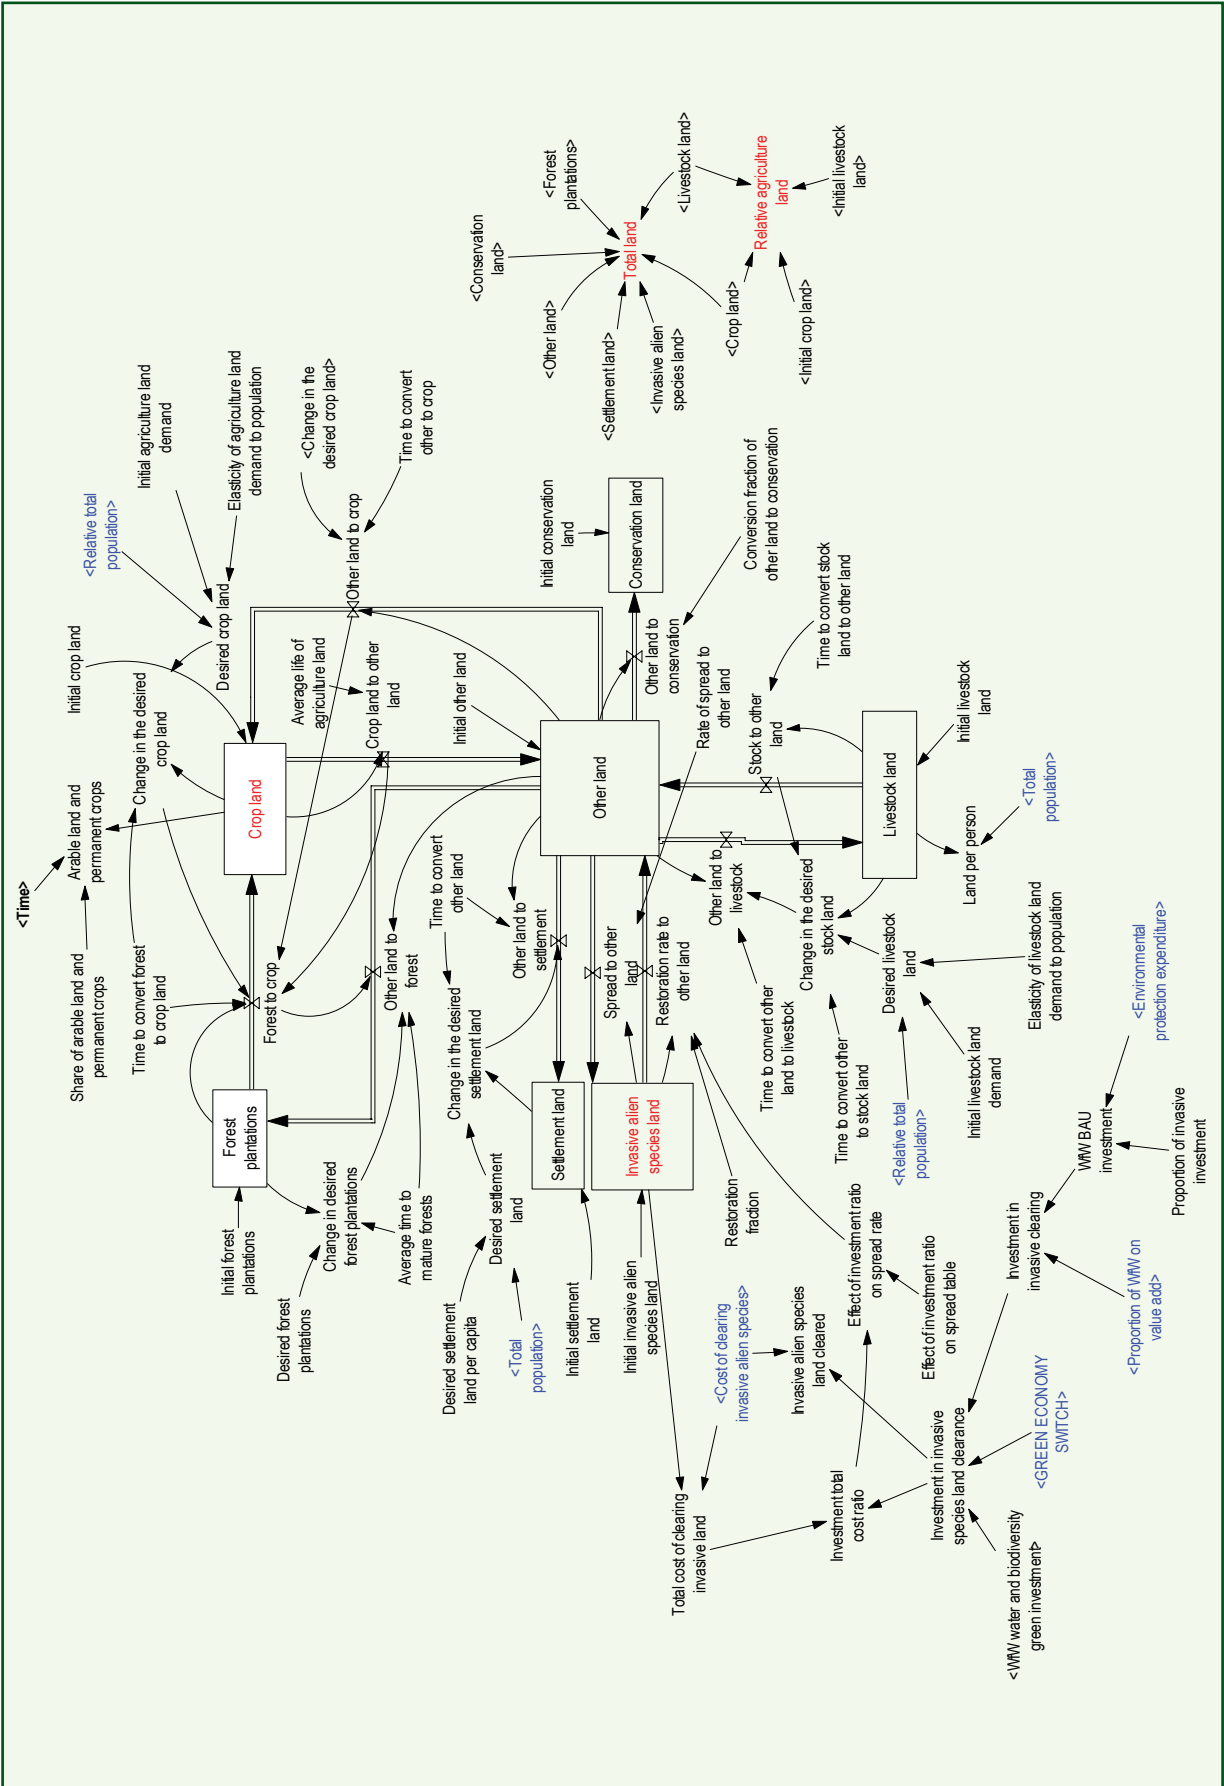 <Time>
Share of arable land and
permanent crops
Arable land and
permanent crops
Initial crop land
<Relative total
population>
Initial agriculture land
demand
Time to convert forest
to crop land
Change in the desired
crop land
Desired crop land
Elasticity of agriculture land
demand to population
Initial forest
plantations
Forest
plantations
Forest to crop
Crop land
Average life of
agriculture land
<Change in the
desired crop land>
Desired forest
plantations
Change in desired
forest plantations
Other land to
forest
Crop land to other
land
Other land to crop
Time to convert
other to crop
Average time to
mature forests
Time to convert
other land
Initial other land
<Conservation
land>
<Forest
plantations>
Desired settlement
land per capita
Desired settlement
land
Change in the desired
settlement land
Other land to
settlement
Initial conservation
land
<Other land>
<Total
population>
Initial settlement
land
Settlement land
Spread to other
land
Other land
Other land to
conservation
Conservation land
<Settlement land>
Total land
<Livestock land>
Initial invasive alien
species land
Invasive alien
species land
Restoration rate to
other land
Rate of spread to
other land
<Invasive alien
species land>
Total cost of clearing
invasive land
<Cost of clearing
invasive alien species>
Restoration
fraction
Other land to
livestock
Stock to other
land
Conversion fraction of
other land to conservation
<Crop land>
Relative agriculture
land
Invasive alien species
land cleared
Time to convert other
land to livestock
Change in the desired
stock land
Time to convert stock
land to other land
<Initial crop land>
<Initial livestock
land>
Investment total
cost ratio
Effect of investment ratio
on spread rate
Time to convert other
to stock land
Desired livestock
land
Livestock land
Initial livestock
land
Effect of investment ratio
on spread table
<Relative total
population>
Investment in invasive
species land clearance
Initial livestock land
demand
Land per person
<Total
population>
<WfW water and biodiversity
green investment>
<GREEN ECONOMY
SWITCH>
Investment in
invasive clearing
Elasticity of livestock land
demand to population
WfW BAU
investment
<Environmental
protection expenditure>
<Proportion of WfW on
value add>
Proportion of invasive
investment